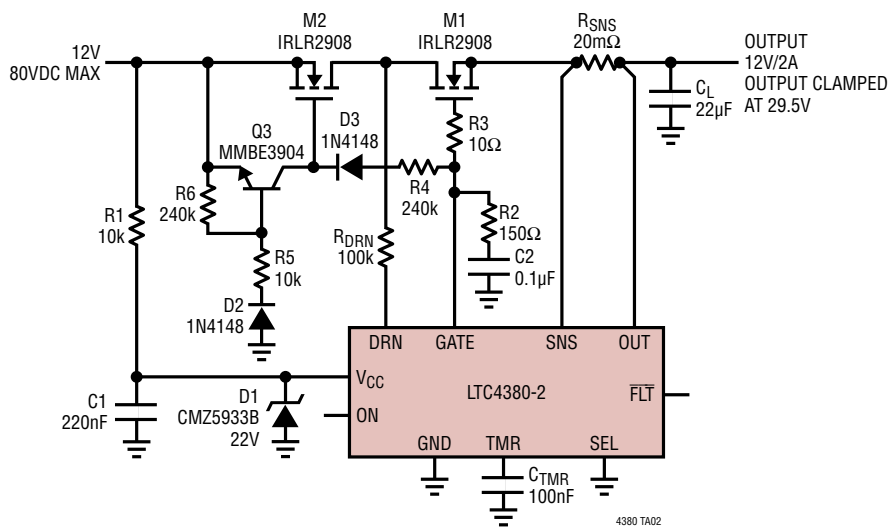 M2
IRLR2908
M1
IRLR2908
RSNS
20mΩ
12V
80VDC MAX
OUTPUT
12V/2A
OUTPUT CLAMPED
AT 29.5V
CL
22µF
Q3
MMBE3904
D3
1N4148
R3
10Ω
R4
240k
R1
10k
R6
240k
R5
10k
RDRN
100k
R2
150Ω
C2
0.1µF
D2
1N4148
DRN
GATE
SNS
OUT
VCC
LTC4380-2
FLT
ON
C1
220nF
D1
CMZ5933B
22V
GND
TMR
SEL
CTMR
100nF
4380 TA02